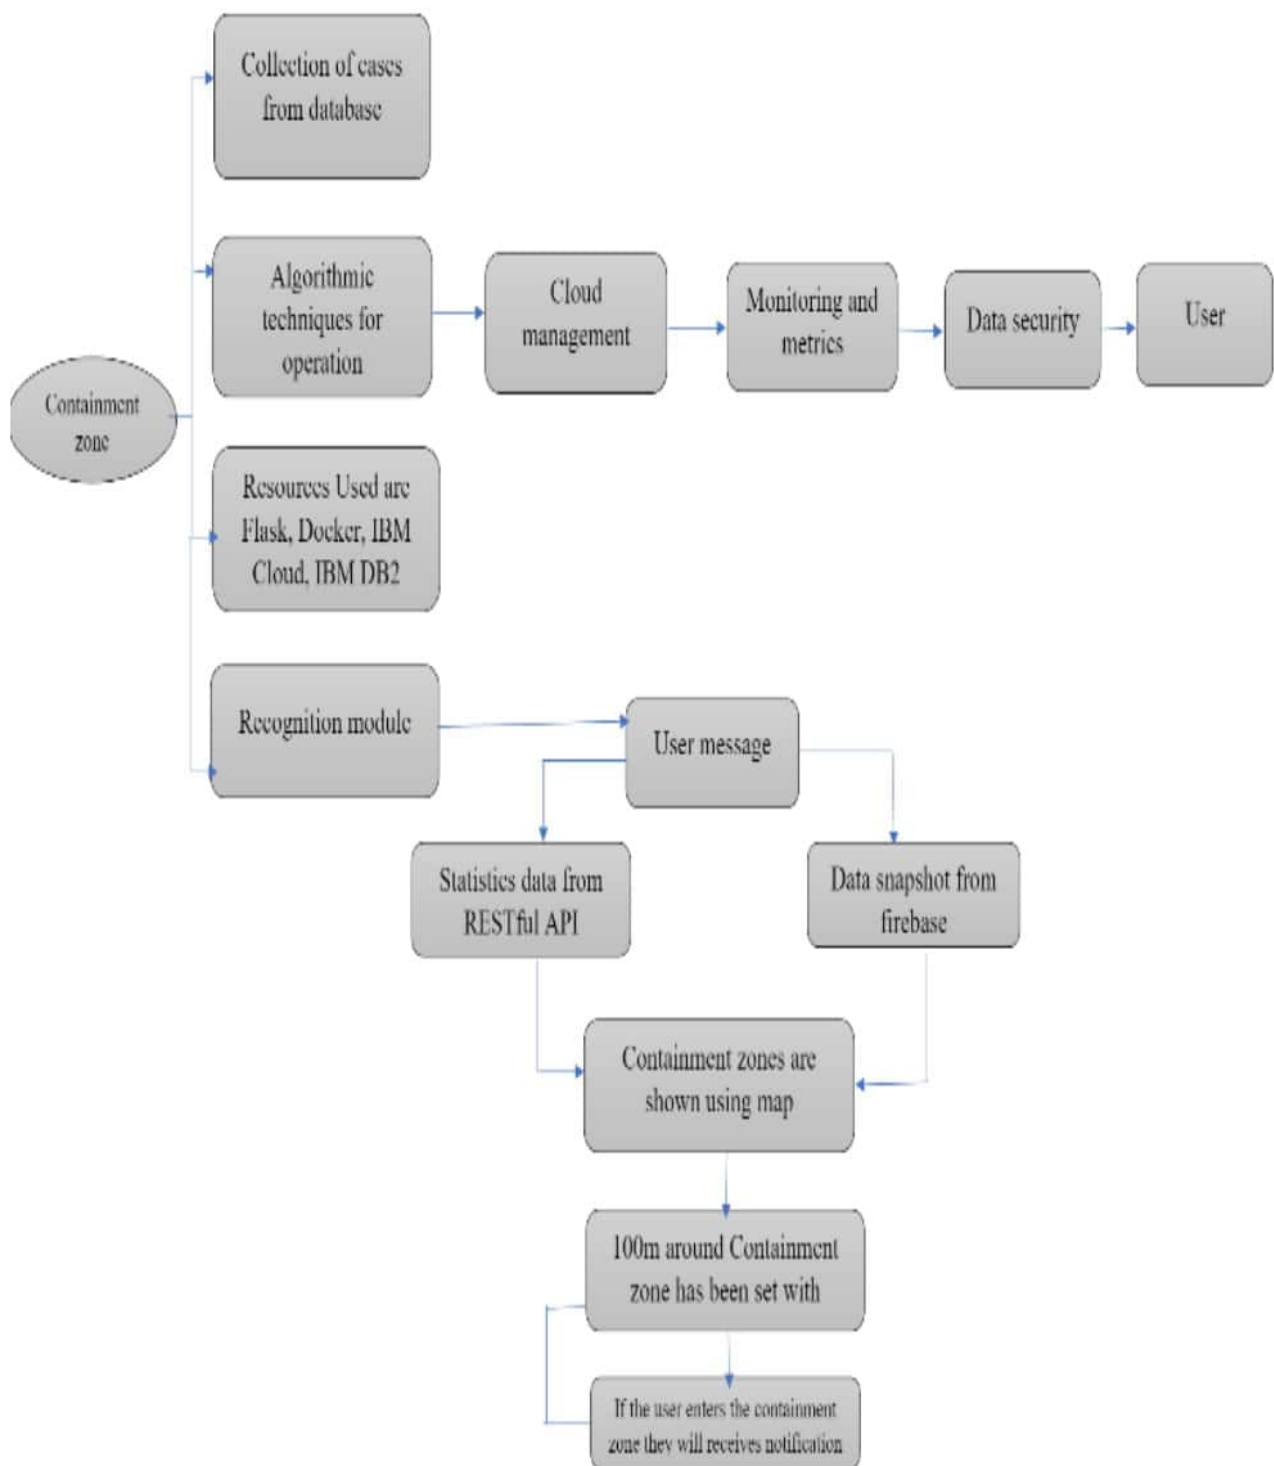 Collection of cases
from database
Algorithmic
techniques for
operation
Cloud
management
Monitoring and
metrics
Data security
User
Containment
zone
Resources Used are
Flask, Docker, IBM
Cloud, IBM DB2
Recognition module
User message
Statistics data from
RESTful API
Data snapshot from
firebase
Containment zones are
shown using map
100m around Containment
zone has been set with
If the user enters the containment
zone they will receives notification